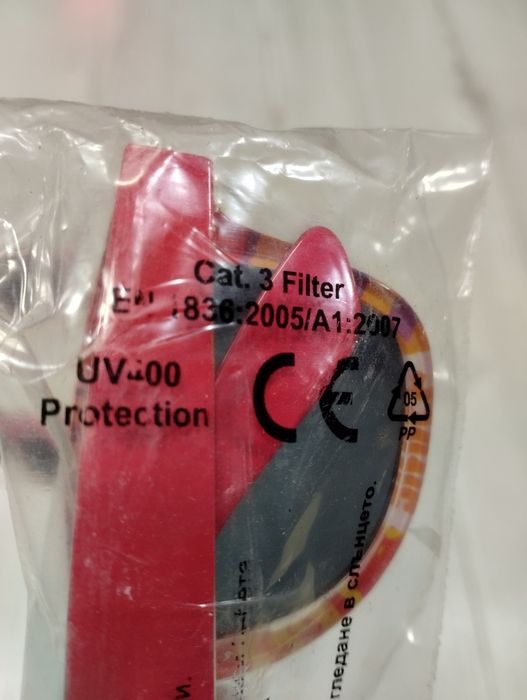 Cat. 3 Filter
EN 1836:2005/A1:2007
UV400
Protection
CE
05
PP
гледане в слънцето.